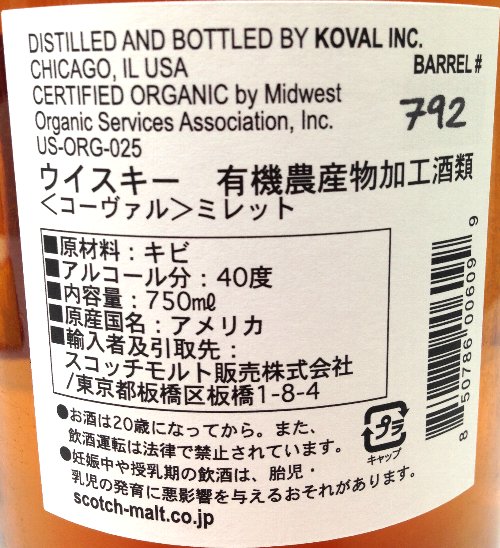 DISTILLED AND BOTTLED BY KOVAL INC.
CHICAGO, IL USA
BARREL#
CERTIFIED ORGANIC by Midwest
792
Organic Services Association, Inc.
US-ORG-025
ウイスキー 有機農産物加工酒類
<コーヴァル>ミレット
■原材料:キビ
■アルコール分:40度
■内容量:750mℓ
■原産国名:アメリカ
■輸入者及引取先:
スコッチモルト販売株式会社
/東京都板橋区板橋1-8-4
●お酒は20歳になってから。また、
飲酒運転は法律で禁止されています。
●妊娠中や授乳期の飲酒は、胎児・
乳児の発育に悪影響を与えるおそれがあります。
scotch-malt.co.jp
プラ
キャップ
8 50786 00609 9